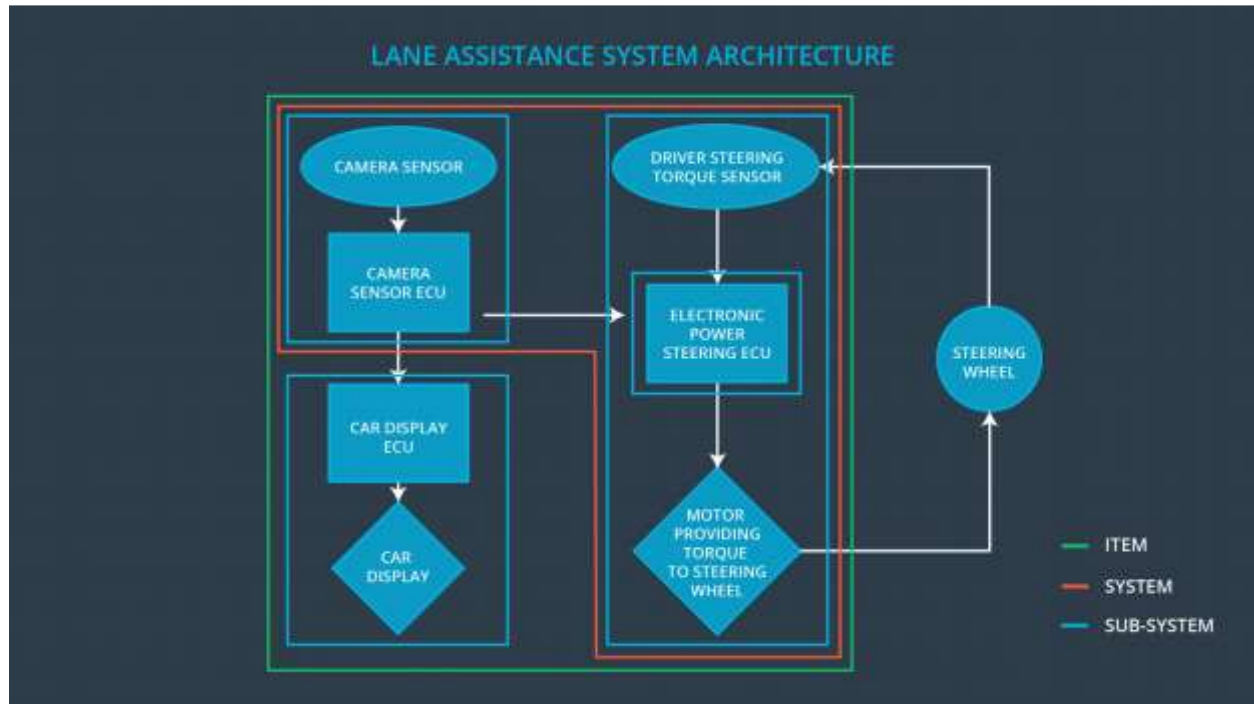 LANE ASSISTANCE SYSTEM ARCHITECTURE
CAMERA SENSOR
DRIVER STEERING
TORQUE SENSOR
CAMERA
SENSOR ECU
ELECTRONIC
POWER
STEERING ECU
STEERING
WHEEL
CAR DISPLAY
ECU
CAR
DISPLAY
MOTOR
PROVIDING
TORQUE
TO STEERING
WHEEL
ITEM
SYSTEM
SUB-SYSTEM